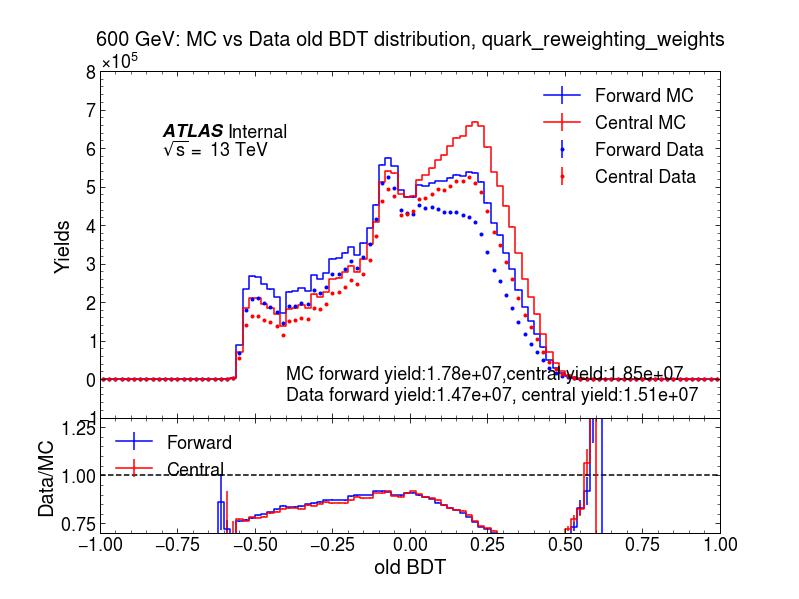 600 GeV: MC vs Data old BDT distribution, quark_reweighting_weights
×10⁵
8
7
6
5
4
3
2
1
0
−1
Yields
ATLAS Internal
√s = 13 TeV
Forward MC
Central MC
Forward Data
Central Data
MC forward yield:1.78e+07,central yield:1.85e+07
Data forward yield:1.47e+07, central yield:1.51e+07
1.25
1.00
0.75
Data/MC
Forward
Central
−1.00 −0.75 −0.50 −0.25 0.00 0.25 0.50 0.75 1.00
old BDT